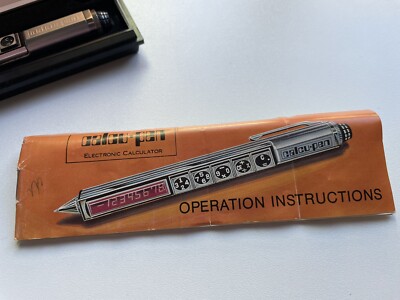 calcu-pen
ELECTRONIC CALCULATOR
calcu-pen
-12345678
OPERATION INSTRUCTIONS